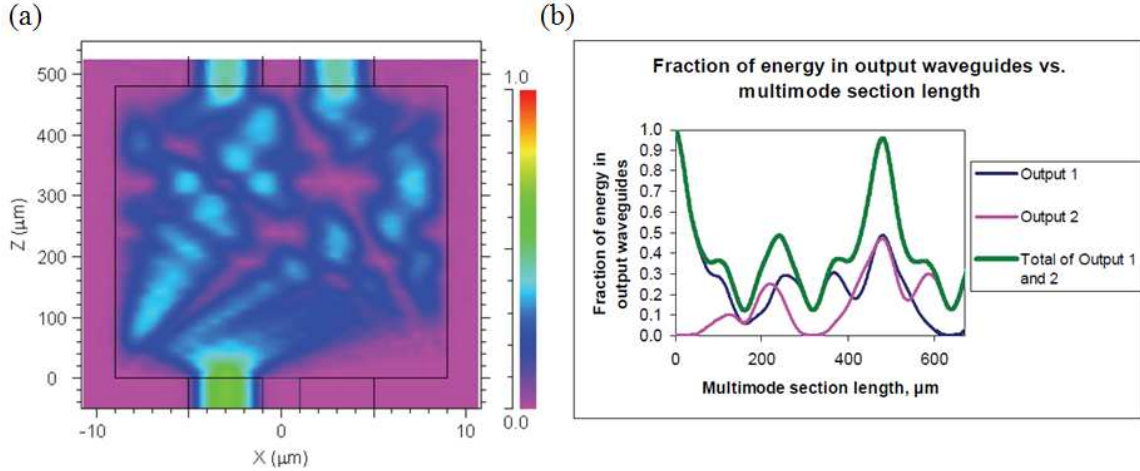 (a)
500
400
300
200
100
0
Z (μm)
-10
0
10
X (μm)
1.0
0.0
(b)
Fraction of energy in output waveguides vs.
multimode section length
Fraction of energy in
output waveguides
1.0
0.9
0.8
0.7
0.6
0.5
0.4
0.3
0.2
0.1
0.0
0
200
400
600
Multimode section length, μm
Output 1
Output 2
Total of Output 1
and 2